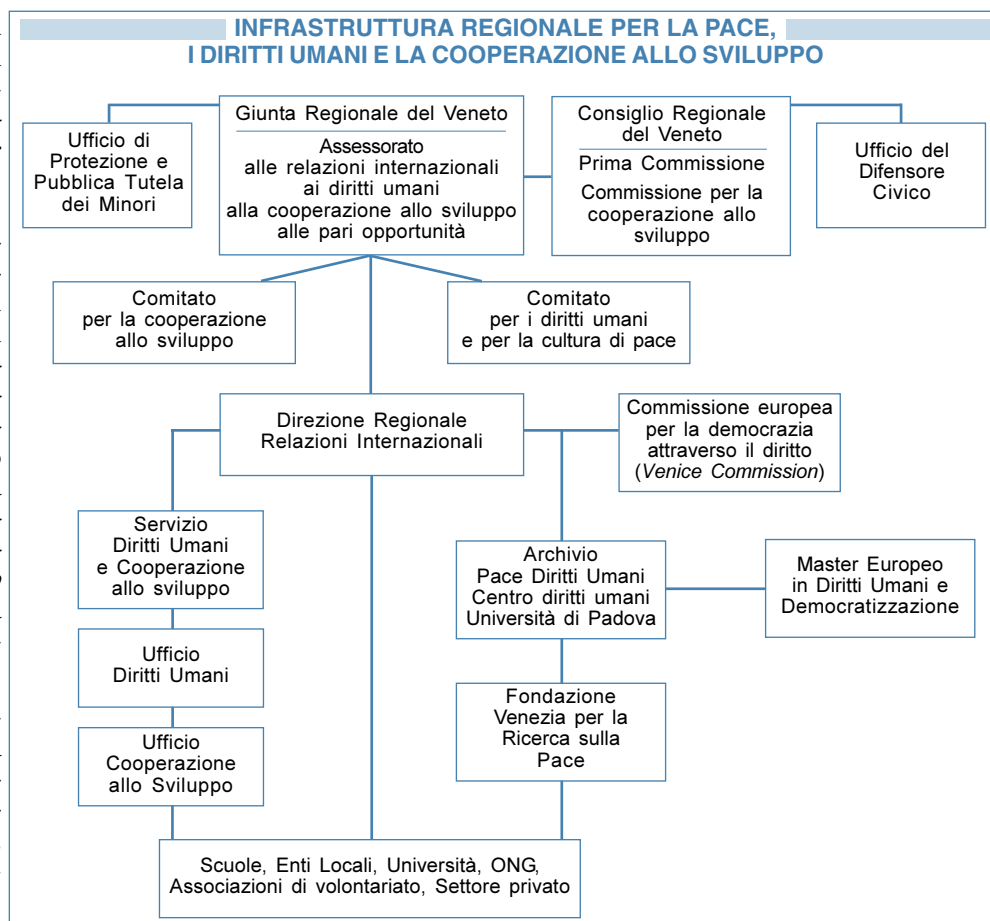 INFRASTRUTTURA REGIONALE PER LA PACE,
I DIRITTI UMANI E LA COOPERAZIONE ALLO SVILUPPO
Ufficio di
Protezione e
Pubblica Tutela
dei Minori
Giunta Regionale del Veneto
Assessorato
alle relazioni internazionali
ai diritti umani
alla cooperazione allo sviluppo
alle pari opportunità
Consiglio Regionale
del Veneto
Prima Commissione
Commissione per la
cooperazione allo
sviluppo
Ufficio del
Difensore
Civico
Comitato
per la cooperazione
allo sviluppo
Comitato
per i diritti umani
e per la cultura di pace
Direzione Regionale
Relazioni Internazionali
Commissione europea
per la democrazia
attraverso il diritto
(Venice Commission)
Servizio
Diritti Umani
e Cooperazione
allo sviluppo
Archivio
Pace Diritti Umani
Centro diritti umani
Università di Padova
Master Europeo
in Diritti Umani e
Democratizzazione
Ufficio
Diritti Umani
Fondazione
Venezia per la
Ricerca sulla
Pace
Ufficio
Cooperazione
allo Sviluppo
Scuole, Enti Locali, Università, ONG,
Associazioni di volontariato, Settore privato